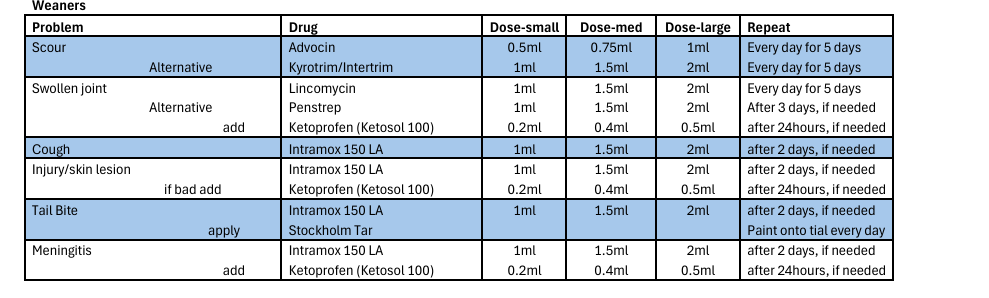 Weaners
Problem Drug Dose-small Dose-med Dose-large Repeat
Scour Advocin 0.5ml 0.75ml 1ml Every day for 5 days
Alternative Kyrotrim/Intertrim 1ml 1.5ml 2ml Every day for 5 days
Swollen joint Lincomycin 1ml 1.5ml 2ml Every day for 5 days
Alternative Penstrep 1ml 1.5ml 2ml After 3 days, if needed
add Ketoprofen (Ketosol 100) 0.2ml 0.4ml 0.5ml after 24hours, if needed
Cough Intramox 150 LA 1ml 1.5ml 2ml after 2 days, if needed
Injury/skin lesion Intramox 150 LA 1ml 1.5ml 2ml after 2 days, if needed
if bad add Ketoprofen (Ketosol 100) 0.2ml 0.4ml 0.5ml after 24hours, if needed
Tail Bite Intramox 150 LA 1ml 1.5ml 2ml after 2 days, if needed
apply Stockholm Tar Paint onto tial every day
Meningitis Intramox 150 LA 1ml 1.5ml 2ml after 2 days, if needed
add Ketoprofen (Ketosol 100) 0.2ml 0.4ml 0.5ml after 24hours, if needed